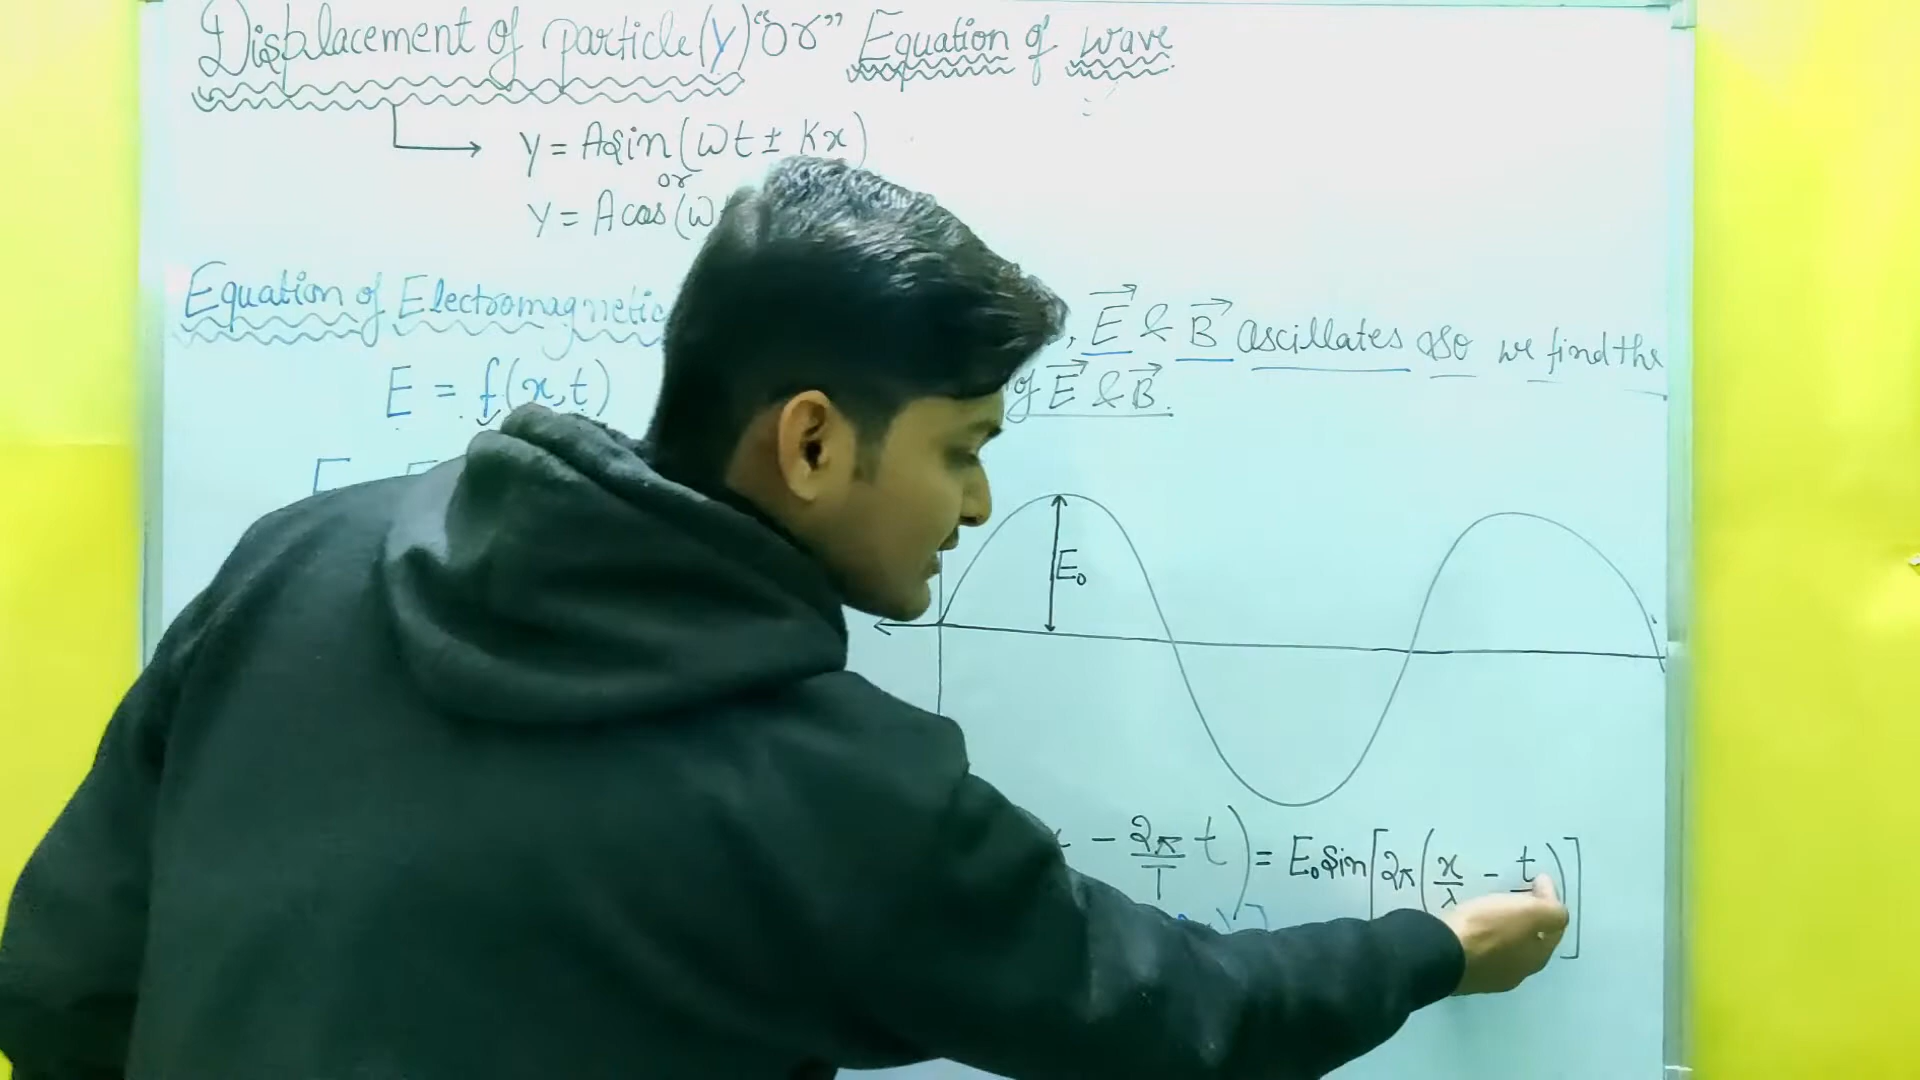 Displacement of particle (y) "or" Equation of wave
y = A sin (ωt ± Kx)
or
y = A cos (ω
Equation of Electromagnetic , E⃗ & B⃗ oscillates so we find the
E = f(x,t) of E⃗ & B⃗.
E₀
- 2π/T t) = E₀ sin [2π (x/λ - t